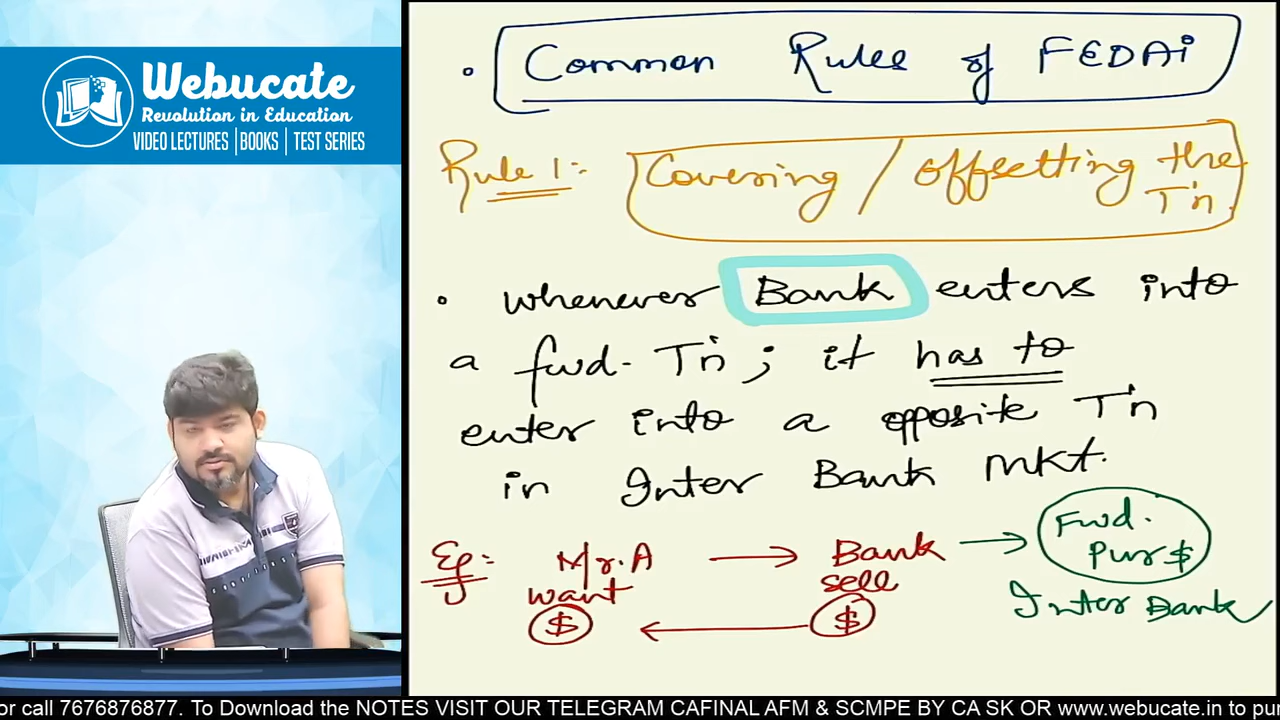 Webucate
Revolution in Education
VIDEO LECTURES | BOOKS | TEST SERIES
• Common Rules of FEDAi
Rule 1:- Covering / offsetting the Tn.
• whenever Bank enters into
a fwd- Tn ; it has to
enter into a opposite Tn
in Inter Bank MKt.
Eg:- Mr. A → Bank → Fwd. Pur $
want $ ← sell $ Inter Bank
or call 7676876877. To Download the NOTES VISIT OUR TELEGRAM CAFINAL AFM & SCMPE BY CA SK OR www.webucate.in to pur